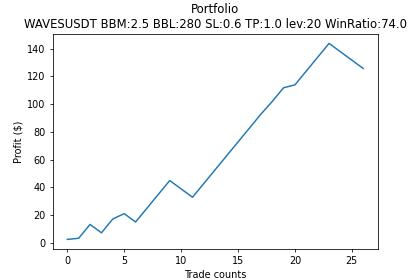 Portfolio
WAVESUSDT BBM:2.5 BBL:280 SL:0.6 TP:1.0 lev:20 WinRatio:74.0
140
120
100
80
60
40
20
0
Profit ($)
0 5 10 15 20 25
Trade counts